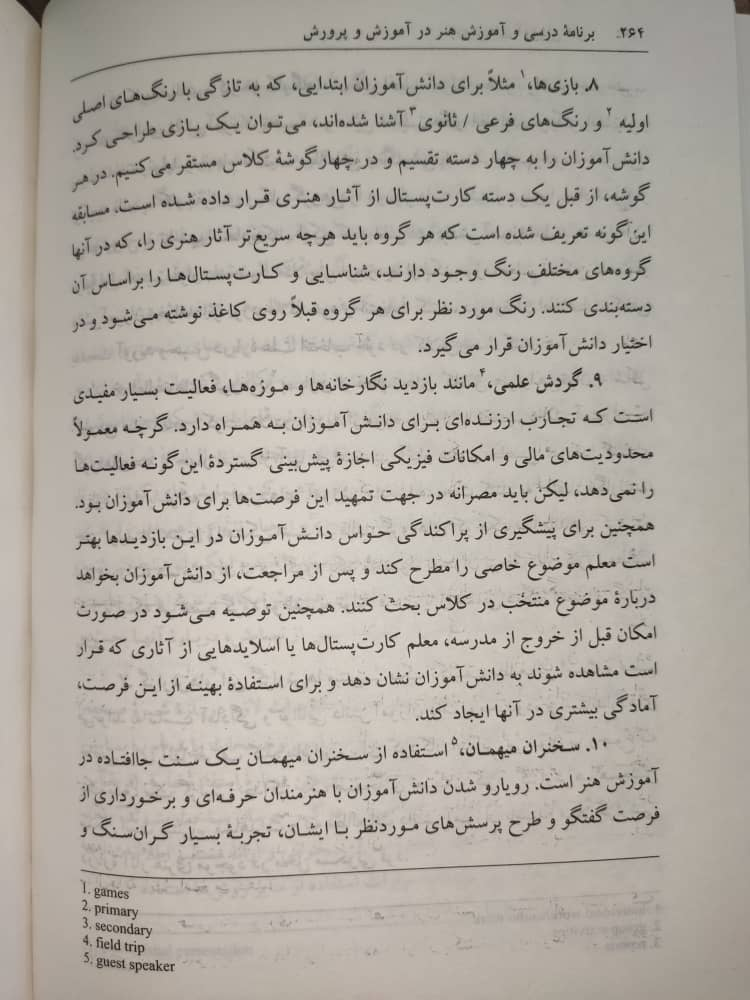 ۲۶۴. برنامهٔ درسی و آموزش هنر در آموزش و پرورش
۸. بازی‌ها،۱ مثلاً برای دانش‌آموزان ابتدایی، که به تازگی با رنگ‌های اصلی
اولیه۲ و رنگ‌های فرعی / ثانوی۳ آشنا شده‌اند، می‌توان یک بازی طراحی کرد.
دانش‌آموزان را به چهار دسته تقسیم و در چهارگوشهٔ کلاس مستقر می‌کنیم. در هر
گوشه، از قبل یک دسته کارت‌پستال از آثار هنری قرار داده شده است. مسابقه
این‌گونه تعریف شده است که هر گروه باید هرچه سریع‌تر آثار هنری را، که در آنها
گروه‌های مختلف رنگ وجود دارند، شناسایی و کارت‌پستال‌ها را براساس آن
دسته‌بندی کنند. رنگ مورد نظر برای هر گروه قبلاً روی کاغذ نوشته می‌شود و در
اختیار دانش‌آموزان قرار می‌گیرد.
۹. گردش علمی،۴ مانند بازدید نگارخانه‌ها و موزه‌ها، فعالیت بسیار مفیدی
است که تجارب ارزنده‌ای برای دانش‌آموزان به همراه دارد. گرچه معمولاً
محدودیت‌های مالی و امکانات فیزیکی اجازهٔ پیش‌بینی گستردهٔ این‌گونه فعالیت‌ها
را نمی‌دهد، لیکن باید مصرانه در جهت تمهید این فرصت‌ها برای دانش‌آموزان بود.
همچنین برای پیشگیری از پراکندگی حواس دانش‌آموزان در این بازدیدها بهتر
است معلم موضوع خاصی را مطرح کند و پس از مراجعت، از دانش‌آموزان بخواهد
دربارهٔ موضوع منتخب در کلاس بحث کنند. همچنین توصیه می‌شود در صورت
امکان قبل از خروج از مدرسه، معلم کارت‌پستال‌ها یا اسلایدهایی از آثاری که قرار
است مشاهده شوند به دانش‌آموزان نشان دهد و برای استفادهٔ بهینه از این فرصت،
آمادگی بیشتری در آنها ایجاد کند.
۱۰. سخنران میهمان،۵ استفاده از سخنران میهمان یک سنت جاافتاده در
آموزش هنر است. رویارو شدن دانش‌آموزان با هنرمندان حرفه‌ای و برخورداری از
فرصت گفتگو و طرح پرسش‌های موردنظر با ایشان، تجربهٔ بسیار گران‌سنگ و
1. games
2. primary
3. secondary
4. field trip
5. guest speaker